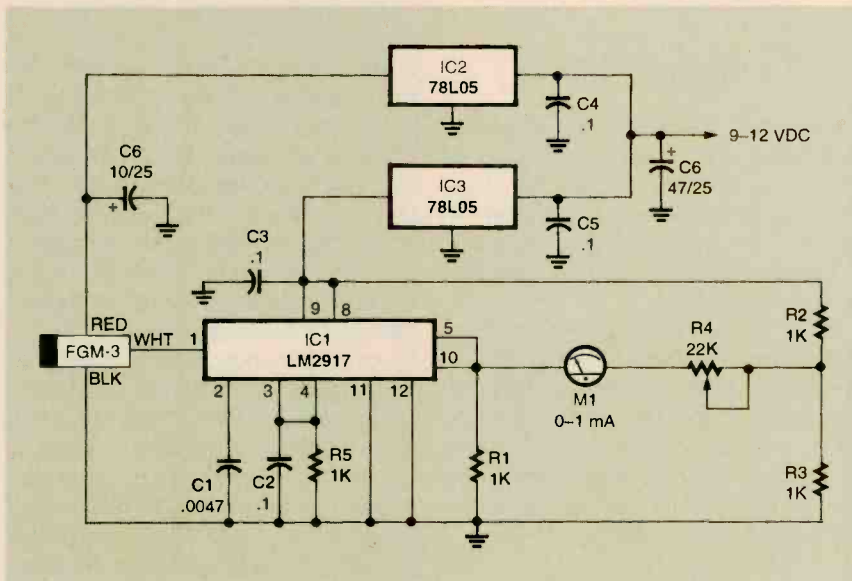 IC2
78L05
C4
.1
9–12 VDC
C6
10/25
+
+
C6
47/25
IC3
78L05
C5
.1
C3
.1
9
8
R2
1K
RED
WHT
1
IC1
LM2917
5
10
R4
22K
FGM-3
BLK
M1
0–1 mA
2
3
4
11
12
R5
1K
R1
1K
R3
1K
C1
.0047
C2
.1